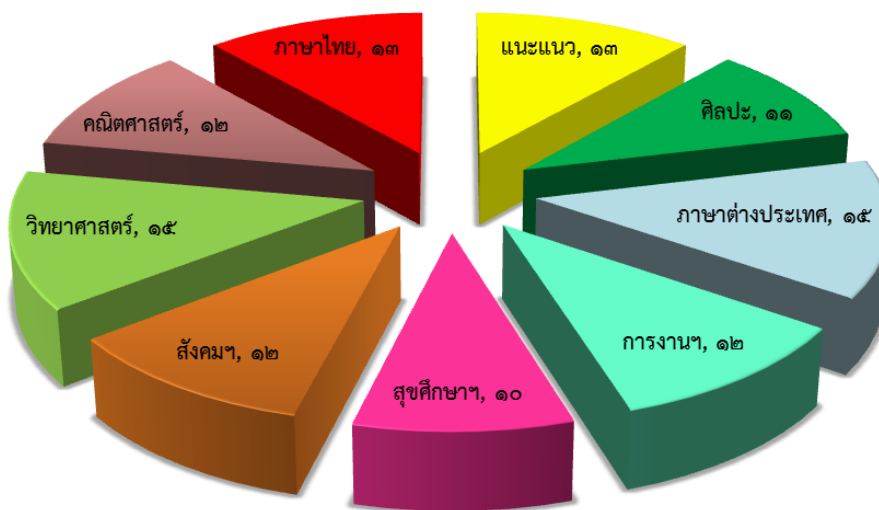 ภาษาไทย, ๑๓
แนะแนว, ๑๓
คณิตศาสตร์, ๑๒
ศิลปะ, ๑๑
วิทยาศาสตร์, ๑๕
ภาษาต่างประเทศ, ๑๕
สังคมฯ, ๑๒
การงานฯ, ๑๒
สุขศึกษาฯ, ๑๐